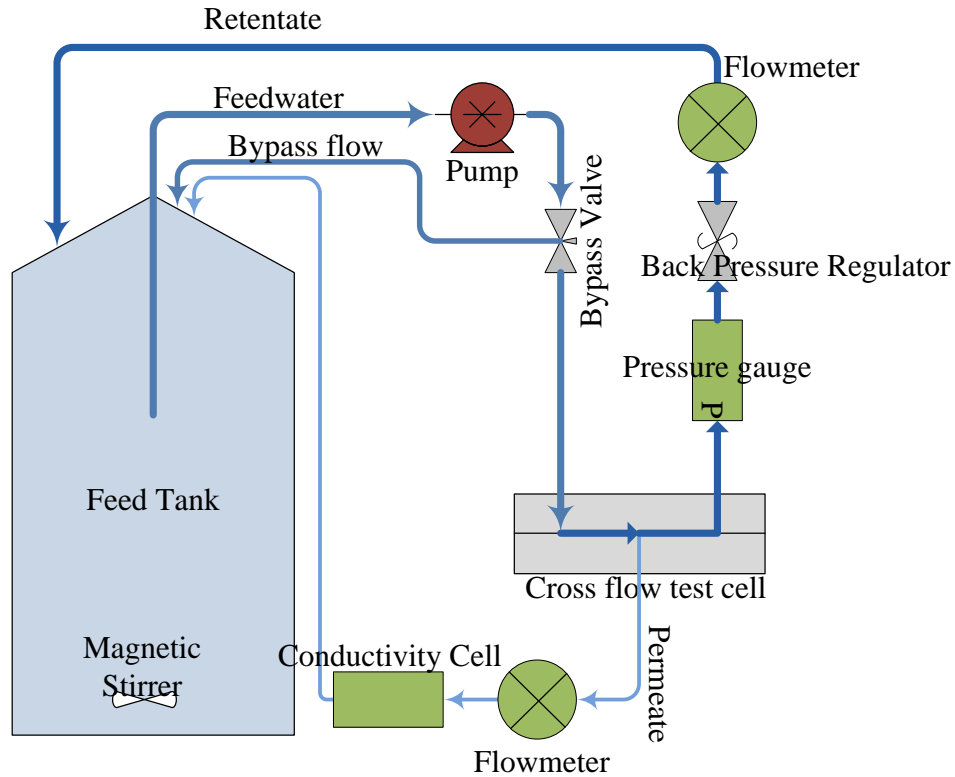 Retentate
Flowmeter
Feedwater
Bypass flow
Pump
Bypass Valve
Back Pressure Regulator
Pressure gauge
P
Feed Tank
Cross flow test cell
Magnetic
Stirrer
Conductivity Cell
Permeate
Flowmeter